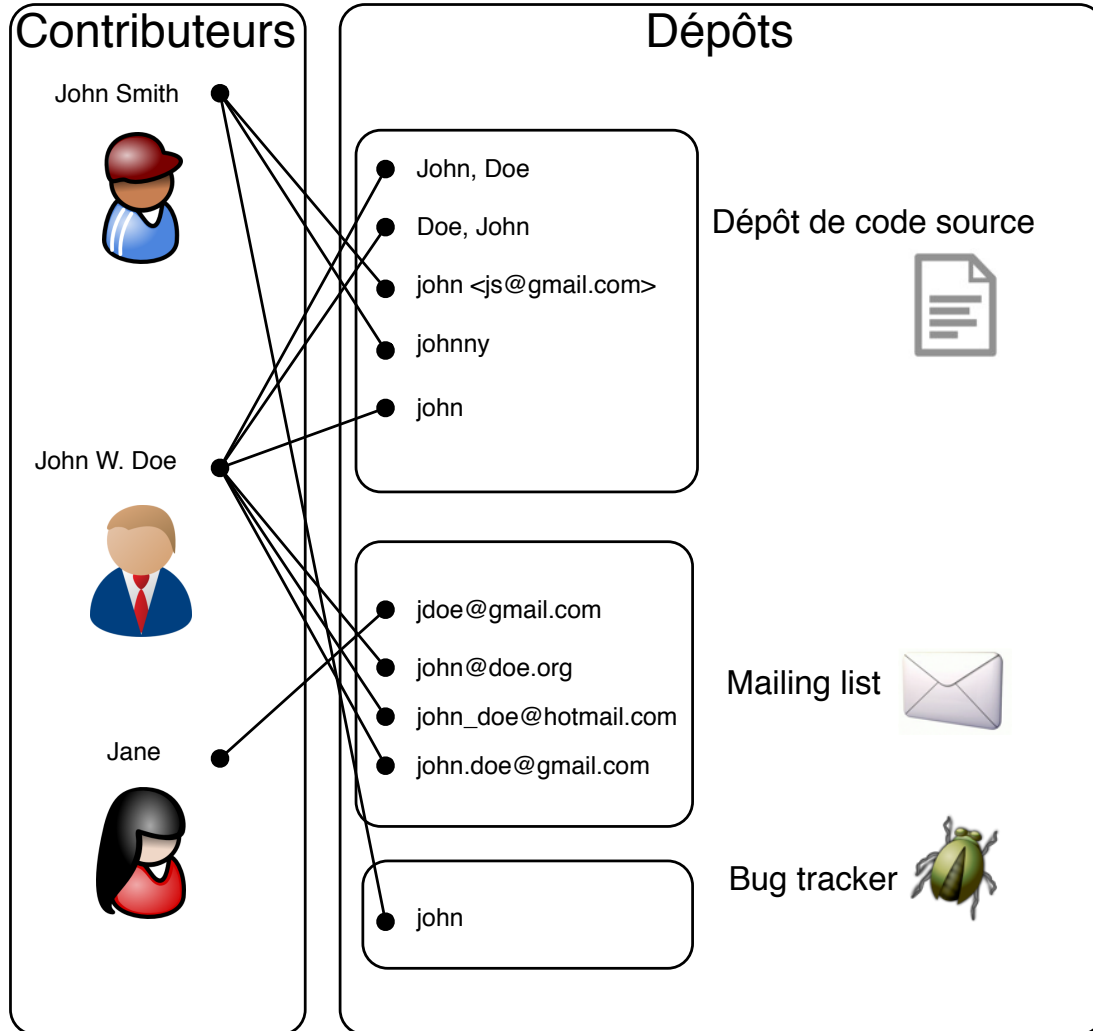 Contributeurs
Dépôts
John Smith
John W. Doe
Jane
John, Doe
Doe, John
john <js@gmail.com>
johnny
john
Dépôt de code source
jdoe@gmail.com
john@doe.org
john_doe@hotmail.com
john.doe@gmail.com
Mailing list
john
Bug tracker